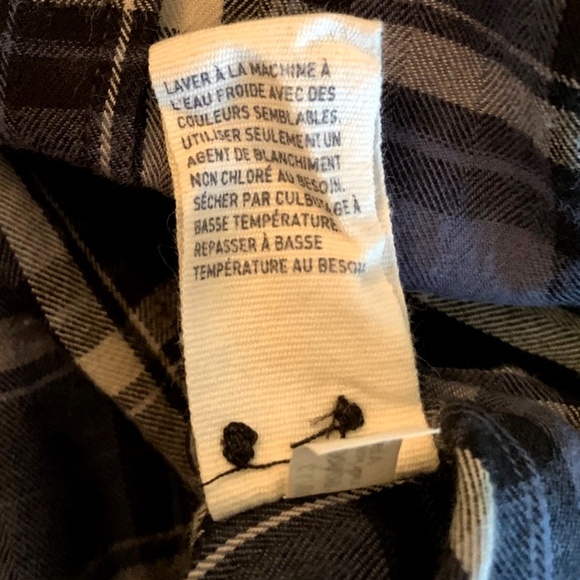 LAVER À LA MACHINE À
L'EAU FROIDE AVEC DES
COULEURS SEMBLABLES.
UTILISER SEULEMENT UN
AGENT DE BLANCHIMENT
NON CHLORÉ AU BESOIN.
SÉCHER PAR CULBUTAGE À
BASSE TEMPÉRATURE.
REPASSER À BASSE
TEMPÉRATURE AU BESOIN